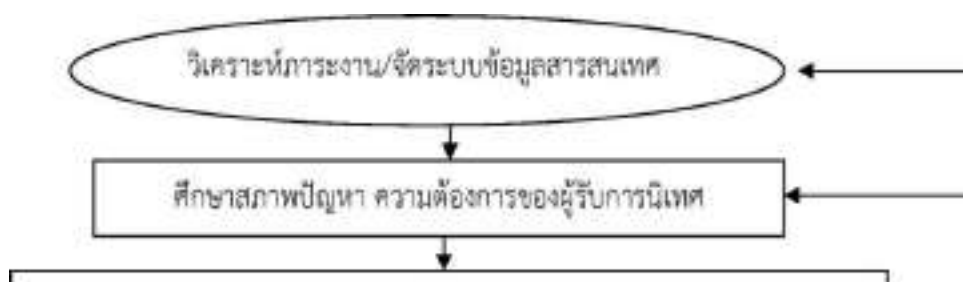 วิเคราะห์ภาระงาน/จัดระบบข้อมูลสารสนเทศ
ศึกษาสภาพปัญหา ความต้องการของผู้รับการนิเทศ